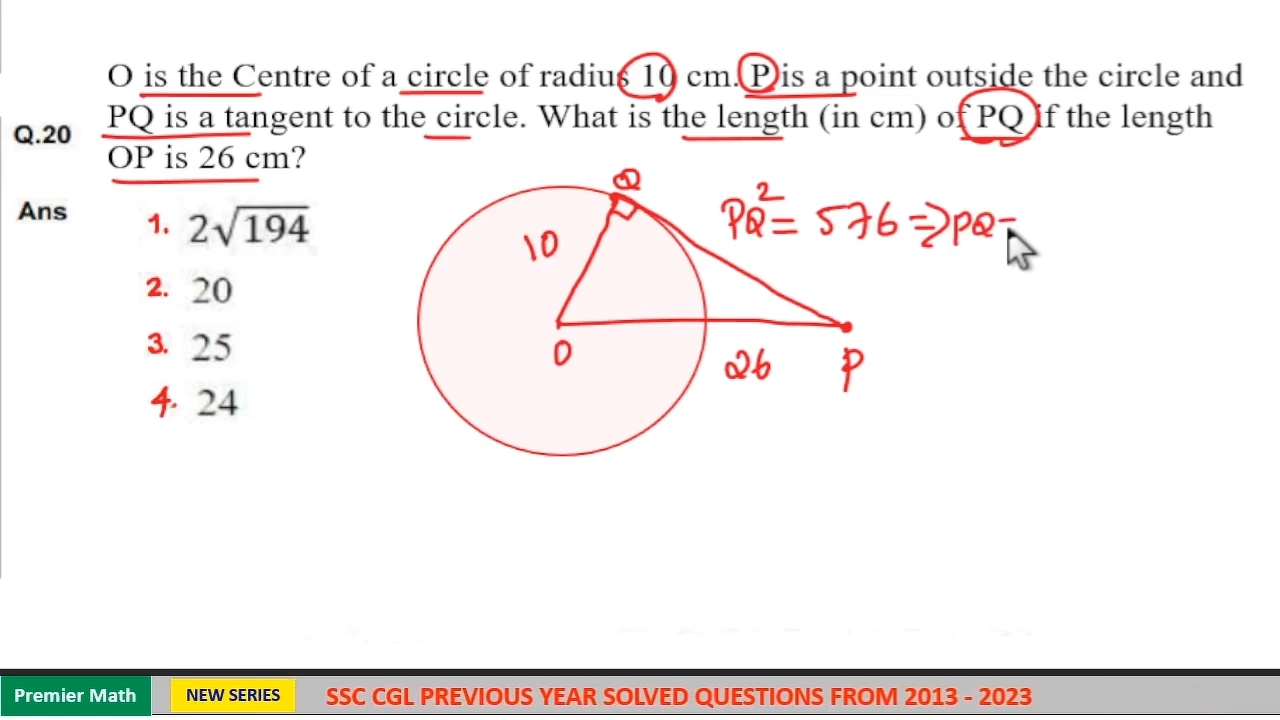 O is the Centre of a circle of radius 10 cm. P is a point outside the circle and
Q.20 PQ is a tangent to the circle. What is the length (in cm) of PQ if the length
OP is 26 cm?
Ans
1. 2√194
2. 20
3. 25
4. 24
Q
10
PQ² = 576 ⇒ PQ =
O
26
P
Premier Math
NEW SERIES
SSC CGL PREVIOUS YEAR SOLVED QUESTIONS FROM 2013 - 2023